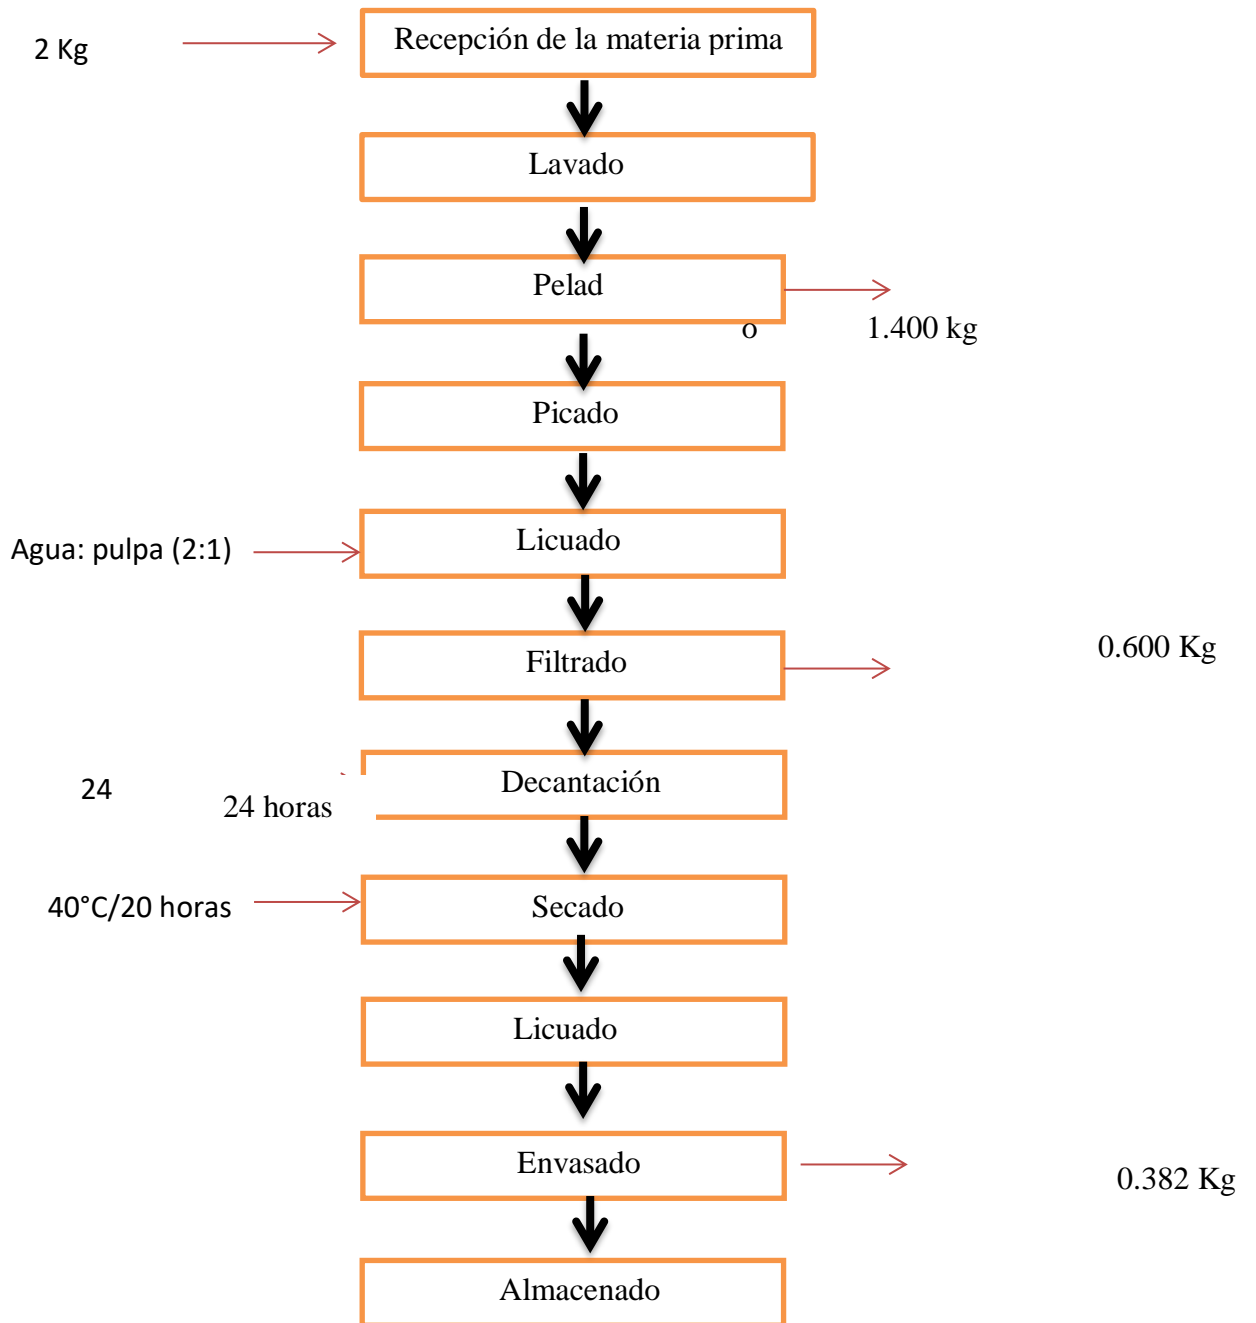 2 Kg
Recepción de la materia prima
Lavado
Pelad
o
1.400 kg
Picado
Agua: pulpa (2:1)
Licuado
Filtrado
0.600 Kg
24
24 horas
Decantación
40°C/20 horas
Secado
Licuado
Envasado
0.382 Kg
Almacenado